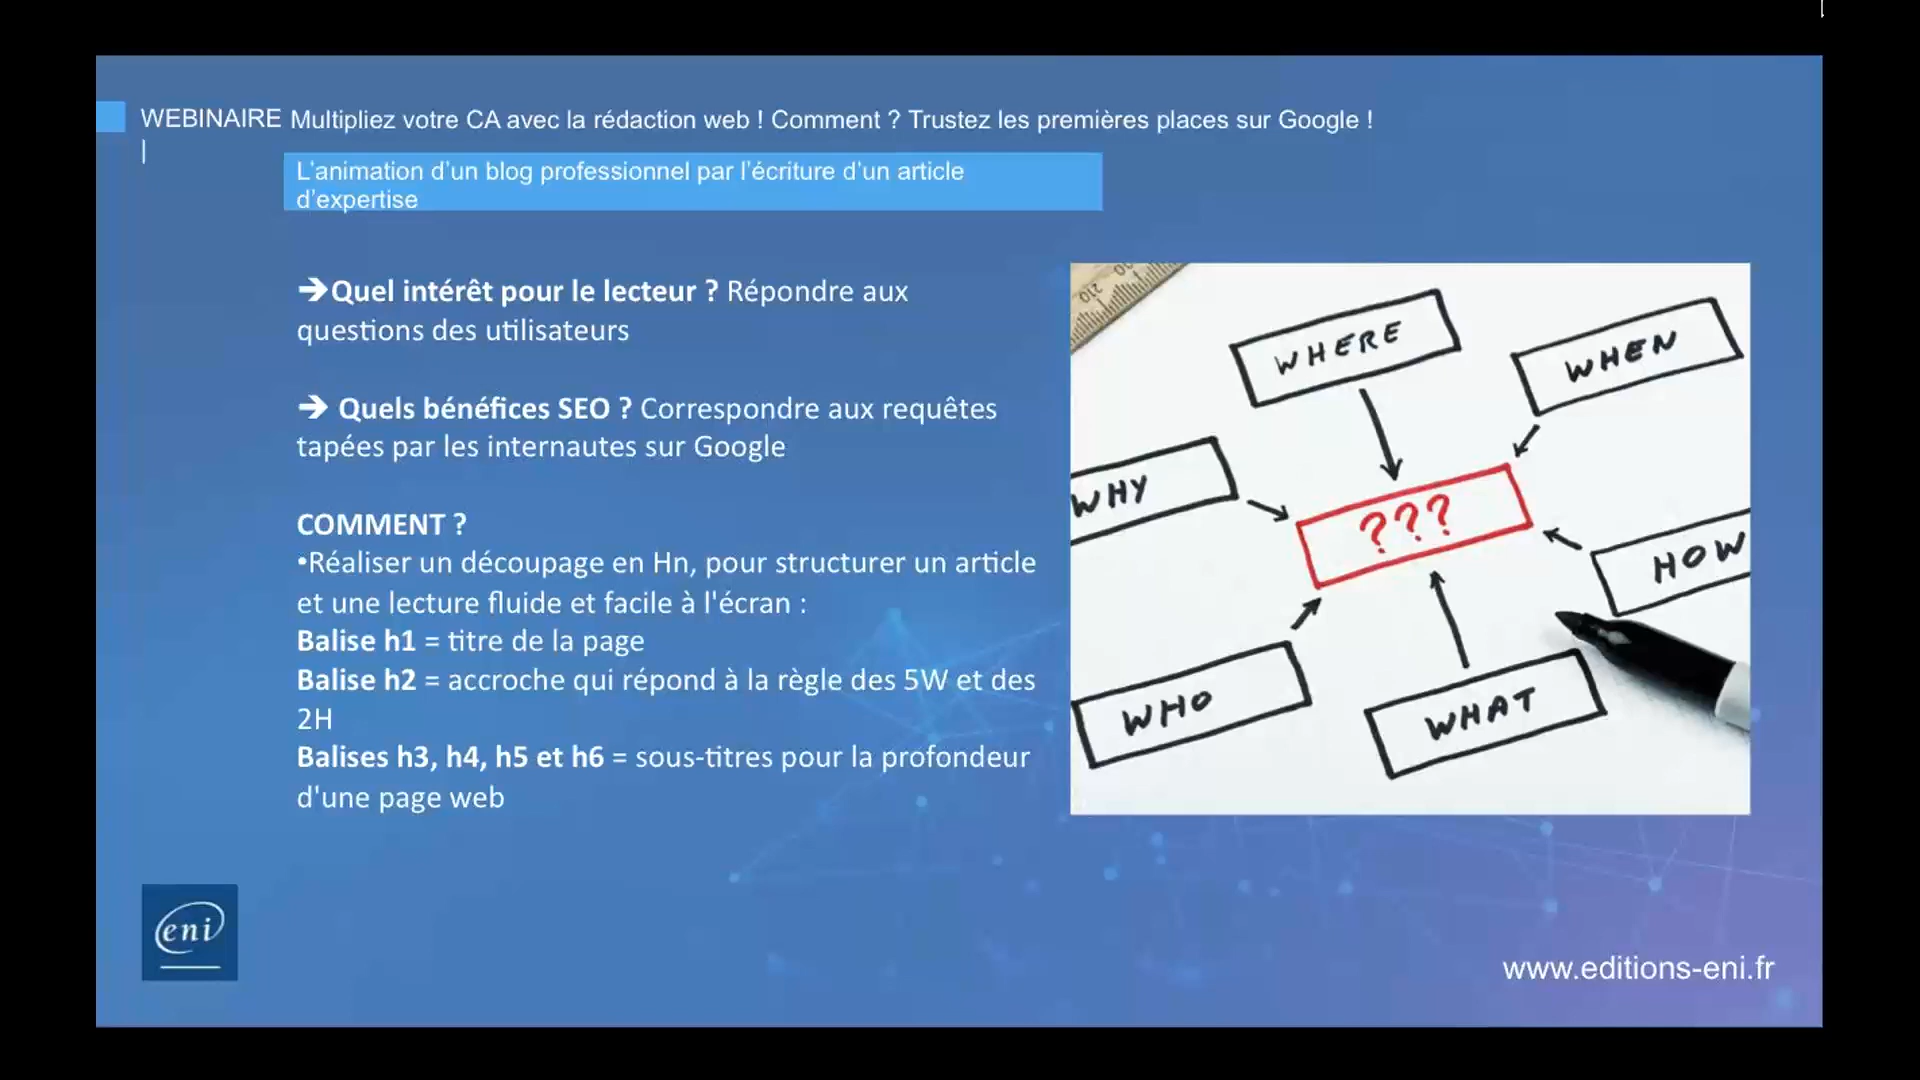 WEBINAIRE Multipliez votre CA avec la rédaction web ! Comment ? Trustez les premières places sur Google !
|
L'animation d'un blog professionnel par l'écriture d'un article
d'expertise
➔Quel intérêt pour le lecteur ? Répondre aux
questions des utilisateurs
➔ Quels bénéfices SEO ? Correspondre aux requêtes
tapées par les internautes sur Google
COMMENT ?
•Réaliser un découpage en Hn, pour structurer un article
et une lecture fluide et facile à l'écran :
Balise h1 = titre de la page
Balise h2 = accroche qui répond à la règle des 5W et des
2H
Balises h3, h4, h5 et h6 = sous-titres pour la profondeur
d'une page web
210
WHERE
WHEN
WHY
???
HOW
WHO
WHAT
eni
www.editions-eni.fr